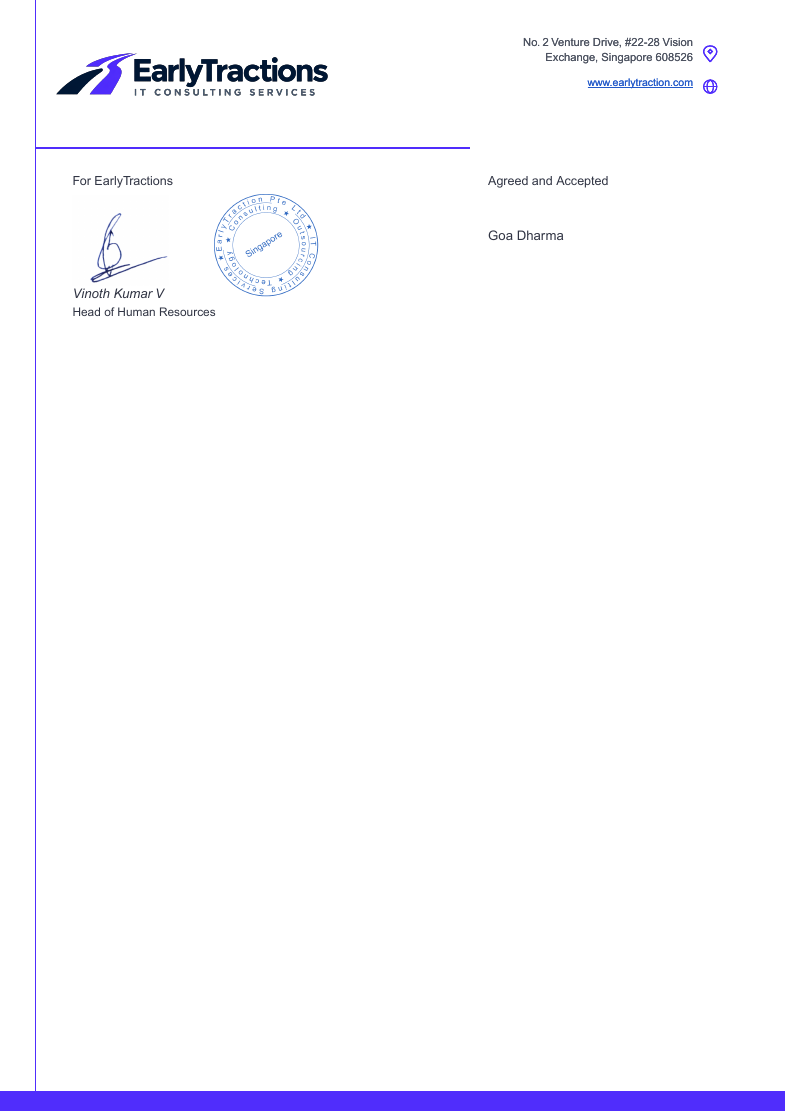 EarlyTractions
IT CONSULTING SERVICES
No. 2 Venture Drive, #22-28 Vision
Exchange, Singapore 608526
www.earlytraction.com
For EarlyTractions
Agreed and Accepted
EarlyTraction Pte Ltd ★ IT Consulting Services ★
Consulting ★ Outsourcing ★ Technology ★
Singapore
Goa Dharma
Vinoth Kumar V
Head of Human Resources